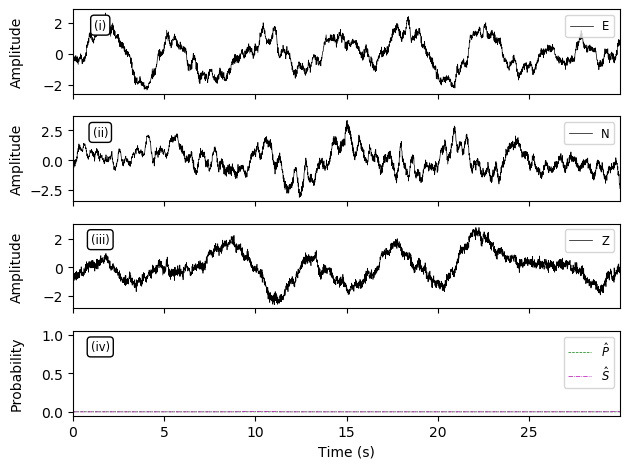 Amplitude
2
0
−2
(i)
E
Amplitude
2.5
0.0
−2.5
(ii)
N
Amplitude
2
0
−2
(iii)
Z
Probability
1.0
0.5
0.0
(iv)
P̂
Ŝ
0 5 10 15 20 25
Time (s)